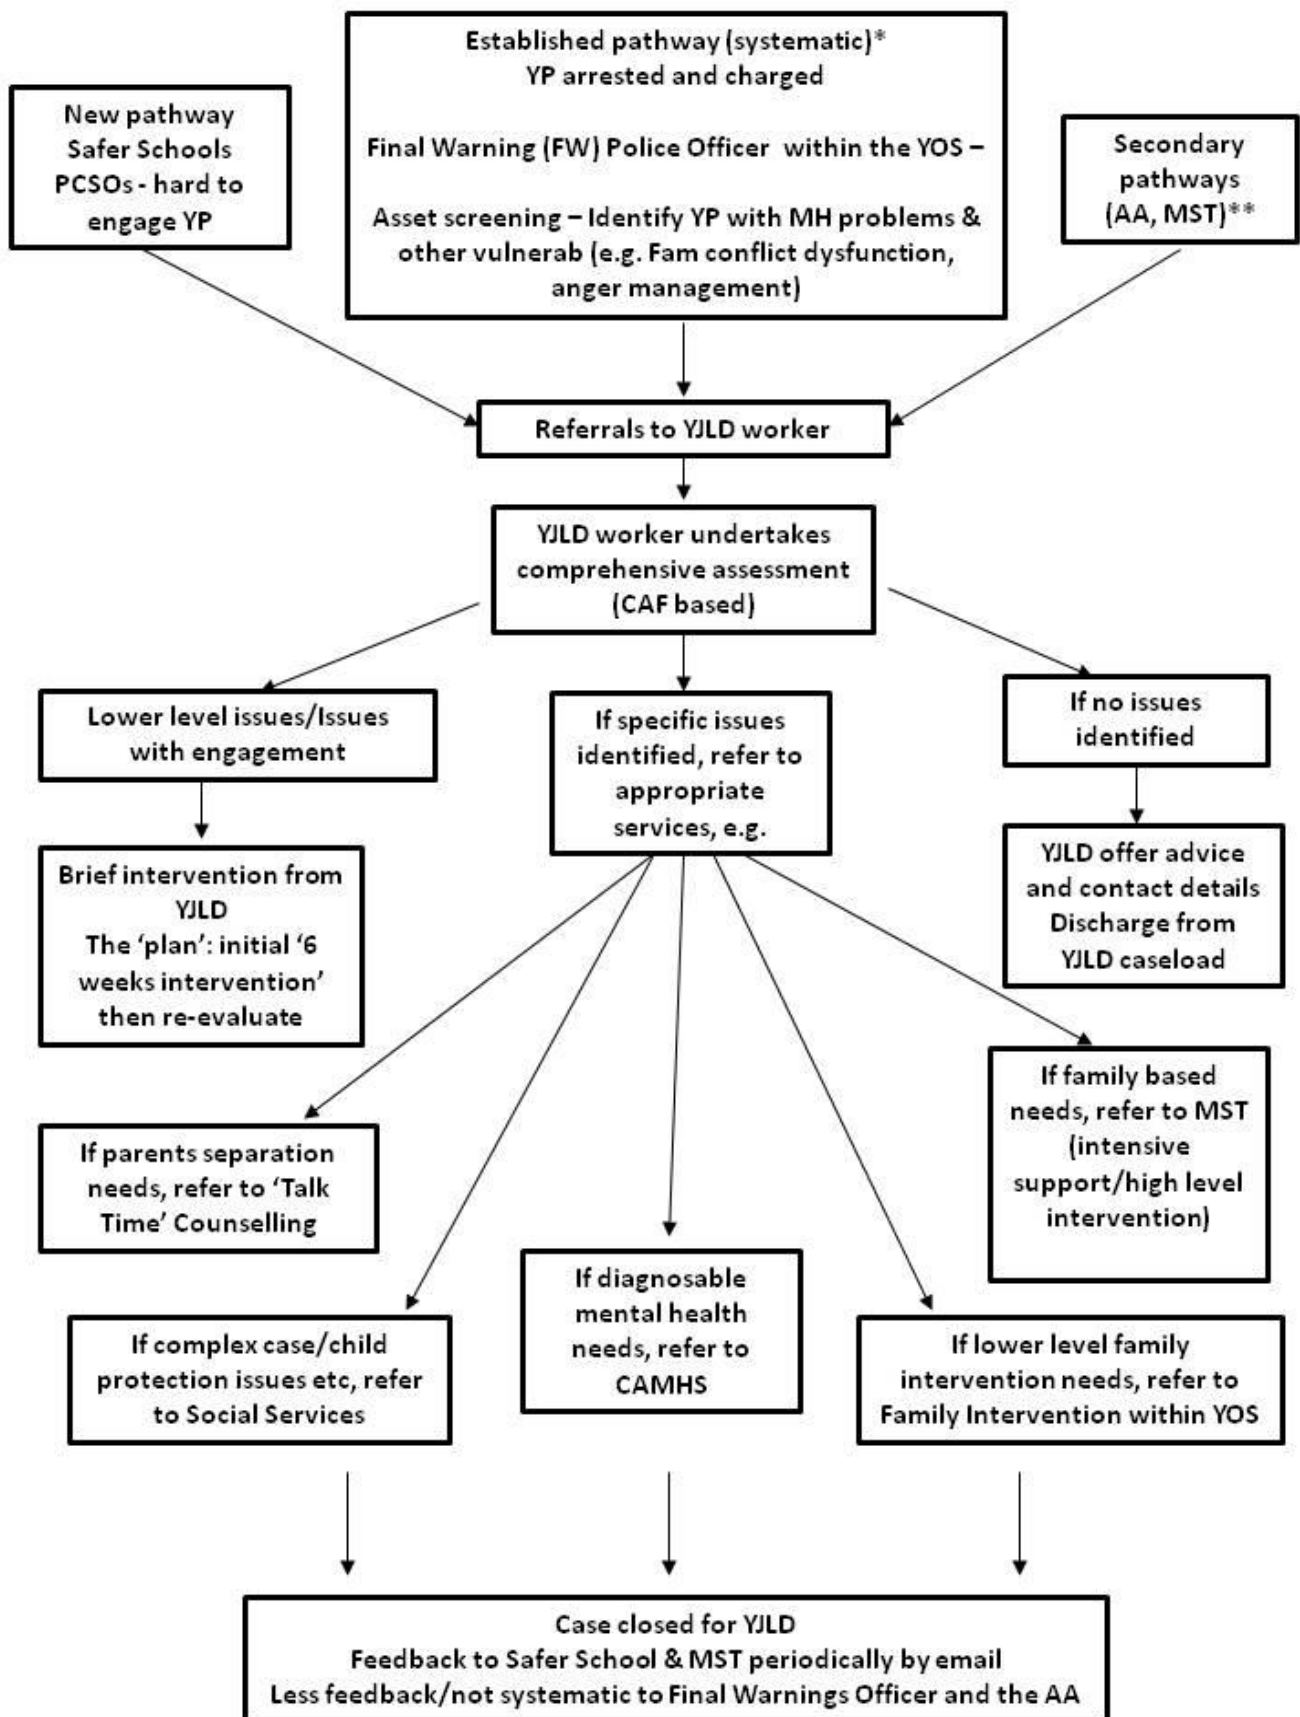 Established pathway (systematic)*
YP arrested and charged
Final Warning (FW) Police Officer within the YOS –
Asset screening – Identify YP with MH problems &
other vulnerab (e.g. Fam conflict dysfunction,
anger management)
New pathway
Safer Schools
PCSOs - hard to
engage YP
Secondary
pathways
(AA, MST)**
Referrals to YJLD worker
YJLD worker undertakes
comprehensive assessment
(CAF based)
Lower level issues/Issues
with engagement
If specific issues
identified, refer to
appropriate
services, e.g.
If no issues
identified
Brief intervention from
YJLD
The ‘plan’: initial ‘6
weeks intervention’
then re-evaluate
YJLD offer advice
and contact details
Discharge from
YJLD caseload
If parents separation
needs, refer to ‘Talk
Time’ Counselling
If family based
needs, refer to MST
(intensive
support/high level
intervention)
If complex case/child
protection issues etc, refer
to Social Services
If diagnosable
mental health
needs, refer to
CAMHS
If lower level family
intervention needs, refer to
Family Intervention within YOS
Case closed for YJLD
Feedback to Safer School & MST periodically by email
Less feedback/not systematic to Final Warnings Officer and the AA